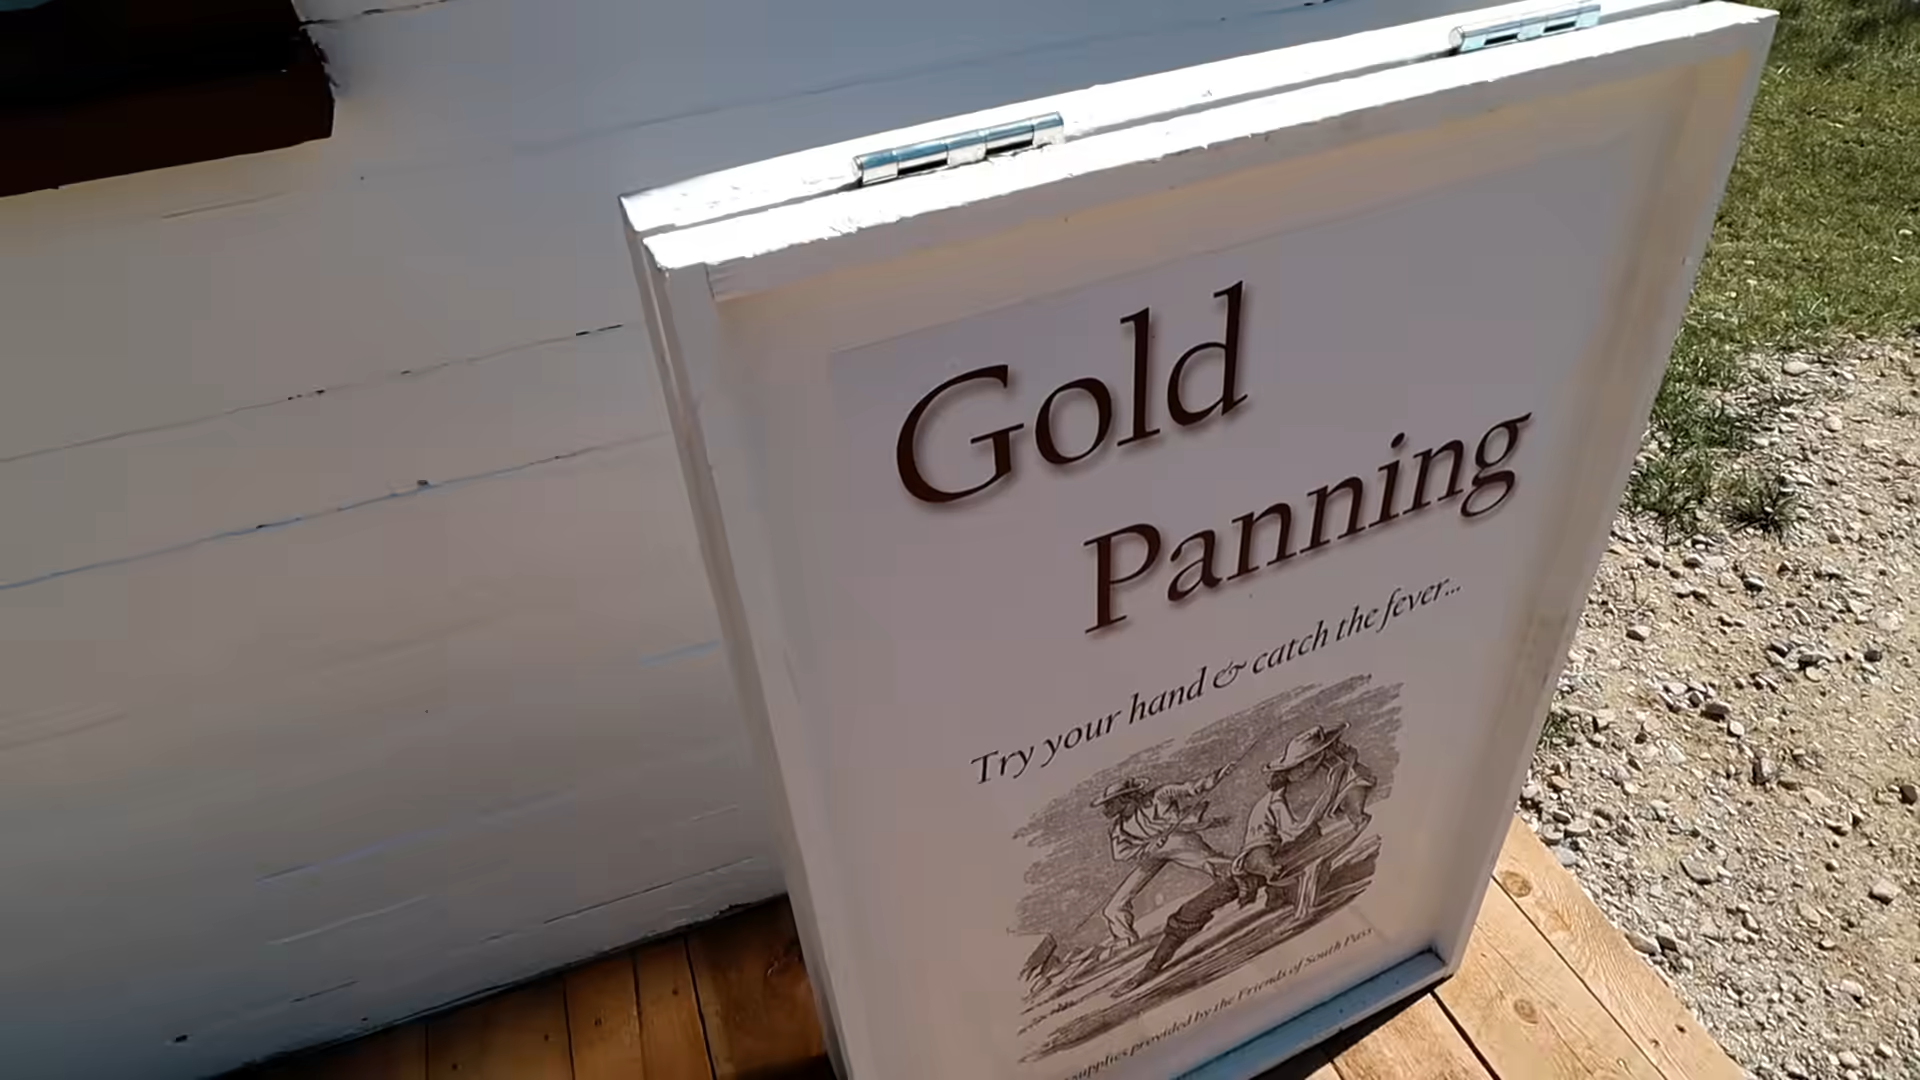 Gold
Panning
Try your hand & catch the fever...
supplies provided by the Friends of South Pass